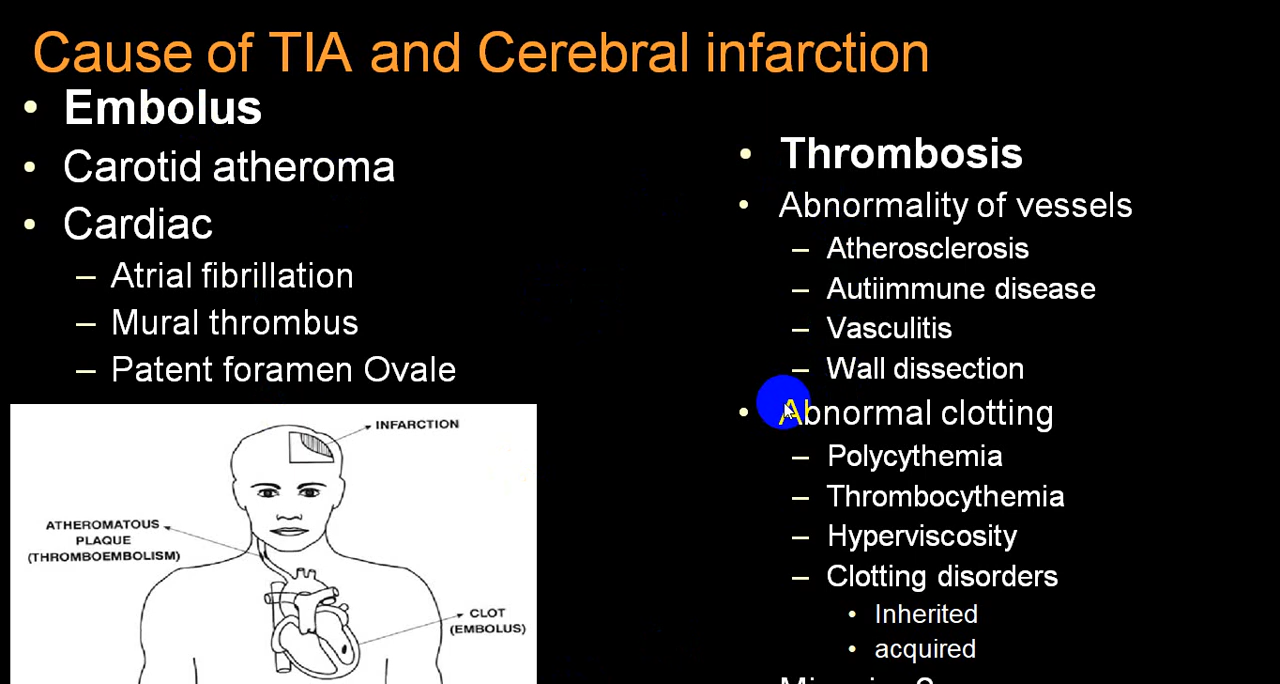 Cause of TIA and Cerebral infarction
• Embolus
• Carotid atheroma
• Cardiac
– Atrial fibrillation
– Mural thrombus
– Patent foramen Ovale
INFARCTION
ATHEROMATOUS
PLAQUE
(THROMBOEMBOLISM)
CLOT
(EMBOLUS)
• Thrombosis
• Abnormality of vessels
– Atherosclerosis
– Autiimmune disease
– Vasculitis
– Wall dissection
• Abnormal clotting
– Polycythemia
– Thrombocythemia
– Hyperviscosity
– Clotting disorders
• Inherited
• acquired